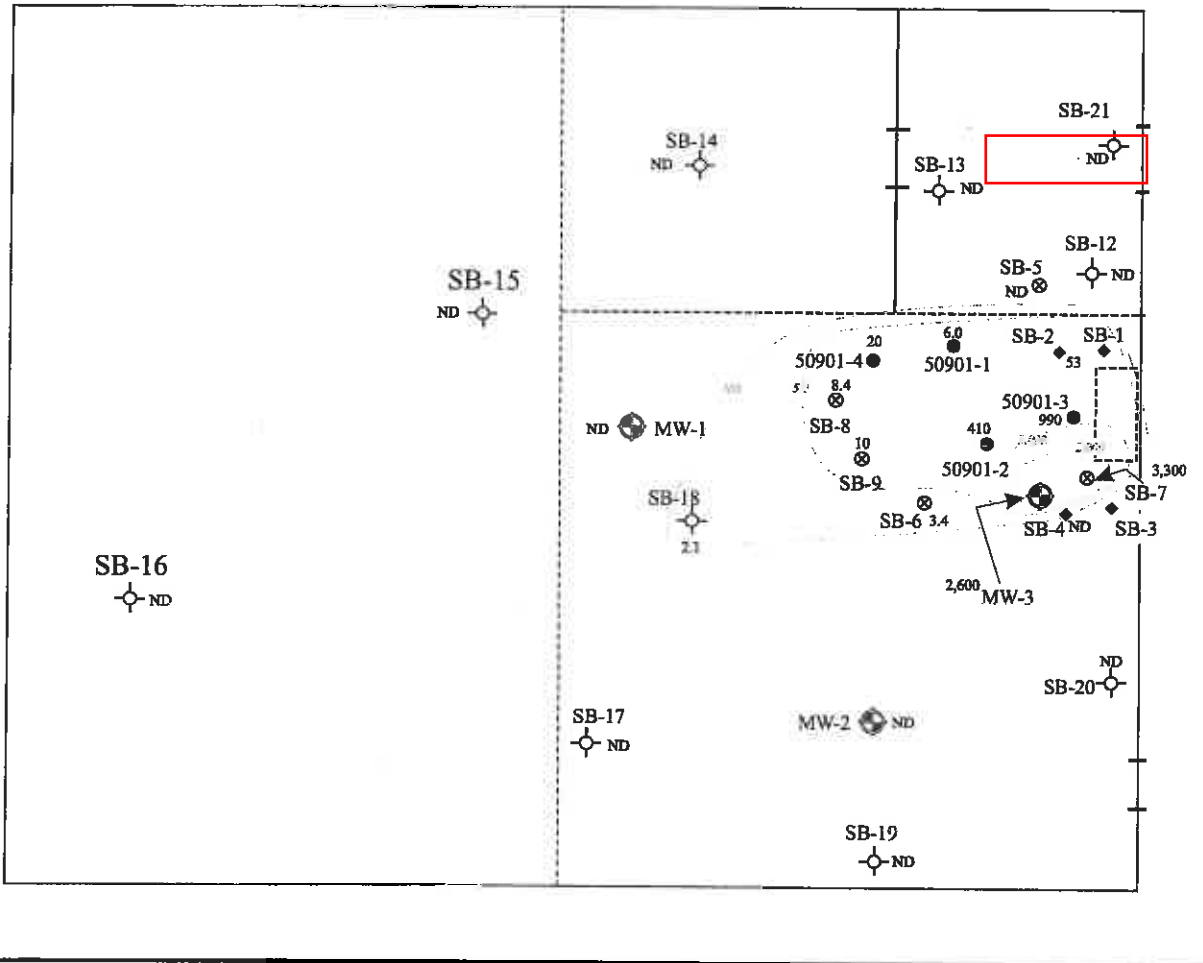 SB-21
SB-14
ND
ND
SB-13
ND
SB-12
ND
SB-5
ND
SB-15
ND
20
6.0
SB-2
SB-1
50901-4
50901-1
53
8.4
50901-3
990
SB-8
ND
MW-1
410
10
50901-2
3,300
SB-9
SB-7
SB-18
SB-6
3.4
SB-4
ND
SB-3
2.1
SB-16
ND
2,600
MW-3
ND
SB-20
SB-17
ND
MW-2
ND
SB-19
ND